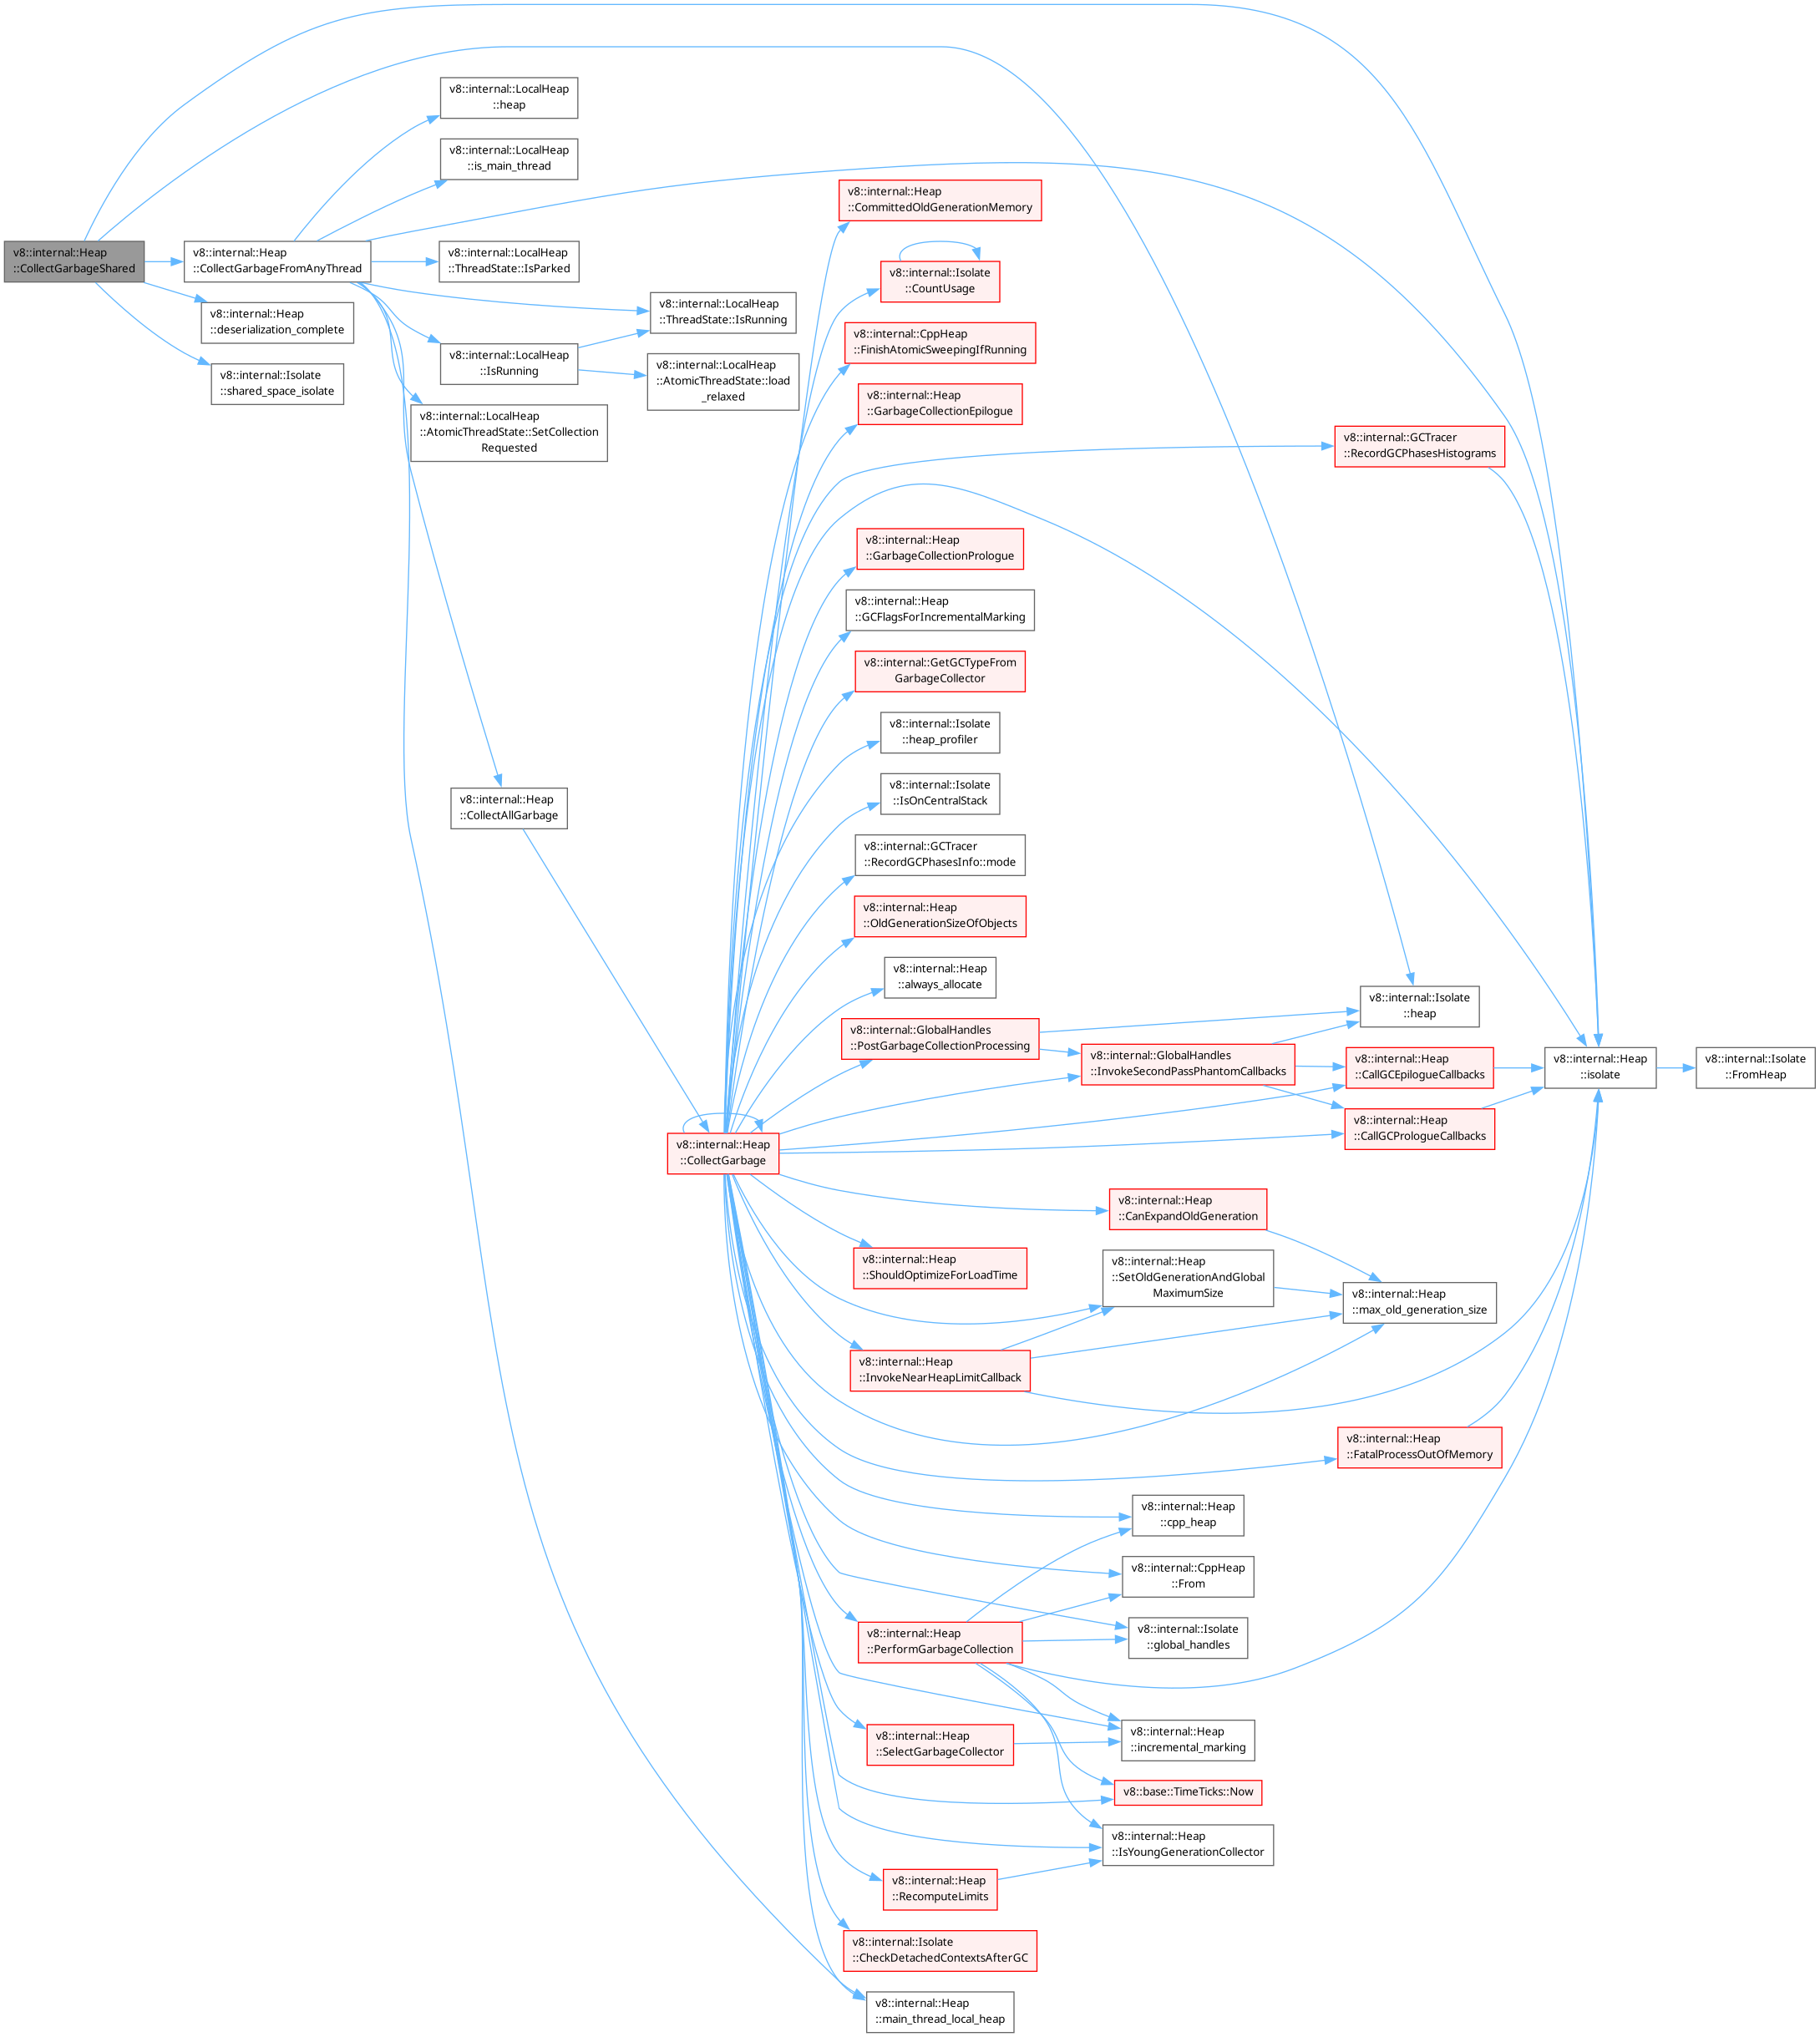 v8::internal::Heap
::CollectGarbageShared
v8::internal::Heap
::CollectGarbageFromAnyThread
v8::internal::Heap
::deserialization_complete
v8::internal::Isolate
::shared_space_isolate
v8::internal::LocalHeap
::heap
v8::internal::LocalHeap
::is_main_thread
v8::internal::LocalHeap
::ThreadState::IsParked
v8::internal::LocalHeap
::ThreadState::IsRunning
v8::internal::LocalHeap
::IsRunning
v8::internal::LocalHeap
::AtomicThreadState::load
_relaxed
v8::internal::LocalHeap
::AtomicThreadState::SetCollection
Requested
v8::internal::Heap
::CollectAllGarbage
v8::internal::Heap
::CollectGarbage
v8::internal::Heap
::CommittedOldGenerationMemory
v8::internal::Isolate
::CountUsage
v8::internal::CppHeap
::FinishAtomicSweepingIfRunning
v8::internal::Heap
::GarbageCollectionEpilogue
v8::internal::GCTracer
::RecordGCPhasesHistograms
v8::internal::Heap
::GarbageCollectionPrologue
v8::internal::Heap
::GCFlagsForIncrementalMarking
v8::internal::GetGCTypeFrom
GarbageCollector
v8::internal::Isolate
::heap_profiler
v8::internal::Isolate
::IsOnCentralStack
v8::internal::GCTracer
::RecordGCPhasesInfo::mode
v8::internal::Heap
::OldGenerationSizeOfObjects
v8::internal::Heap
::always_allocate
v8::internal::GlobalHandles
::PostGarbageCollectionProcessing
v8::internal::GlobalHandles
::InvokeSecondPassPhantomCallbacks
v8::internal::Isolate
::heap
v8::internal::Heap
::CallGCEpilogueCallbacks
v8::internal::Heap
::CallGCPrologueCallbacks
v8::internal::Heap
::isolate
v8::internal::Isolate
::FromHeap
v8::internal::Heap
::CanExpandOldGeneration
v8::internal::Heap
::ShouldOptimizeForLoadTime
v8::internal::Heap
::SetOldGenerationAndGlobal
MaximumSize
v8::internal::Heap
::max_old_generation_size
v8::internal::Heap
::InvokeNearHeapLimitCallback
v8::internal::Heap
::FatalProcessOutOfMemory
v8::internal::Heap
::cpp_heap
v8::internal::CppHeap
::From
v8::internal::Isolate
::global_handles
v8::internal::Heap
::PerformGarbageCollection
v8::internal::Heap
::incremental_marking
v8::internal::Heap
::SelectGarbageCollector
v8::base::TimeTicks::Now
v8::internal::Heap
::IsYoungGenerationCollector
v8::internal::Heap
::RecomputeLimits
v8::internal::Isolate
::CheckDetachedContextsAfterGC
v8::internal::Heap
::main_thread_local_heap